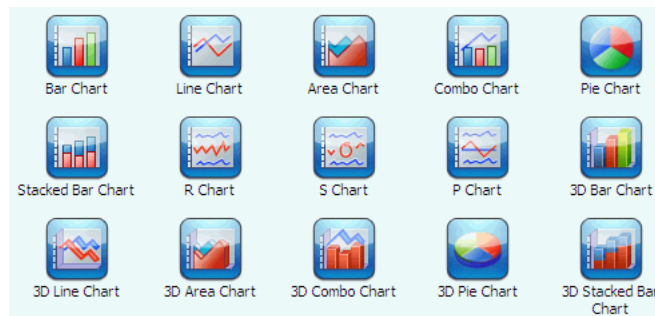 Bar Chart
Line Chart
Area Chart
Combo Chart
Pie Chart
Stacked Bar Chart
R Chart
S Chart
P Chart
3D Bar Chart
3D Line Chart
3D Area Chart
3D Combo Chart
3D Pie Chart
3D Stacked Bar
Chart